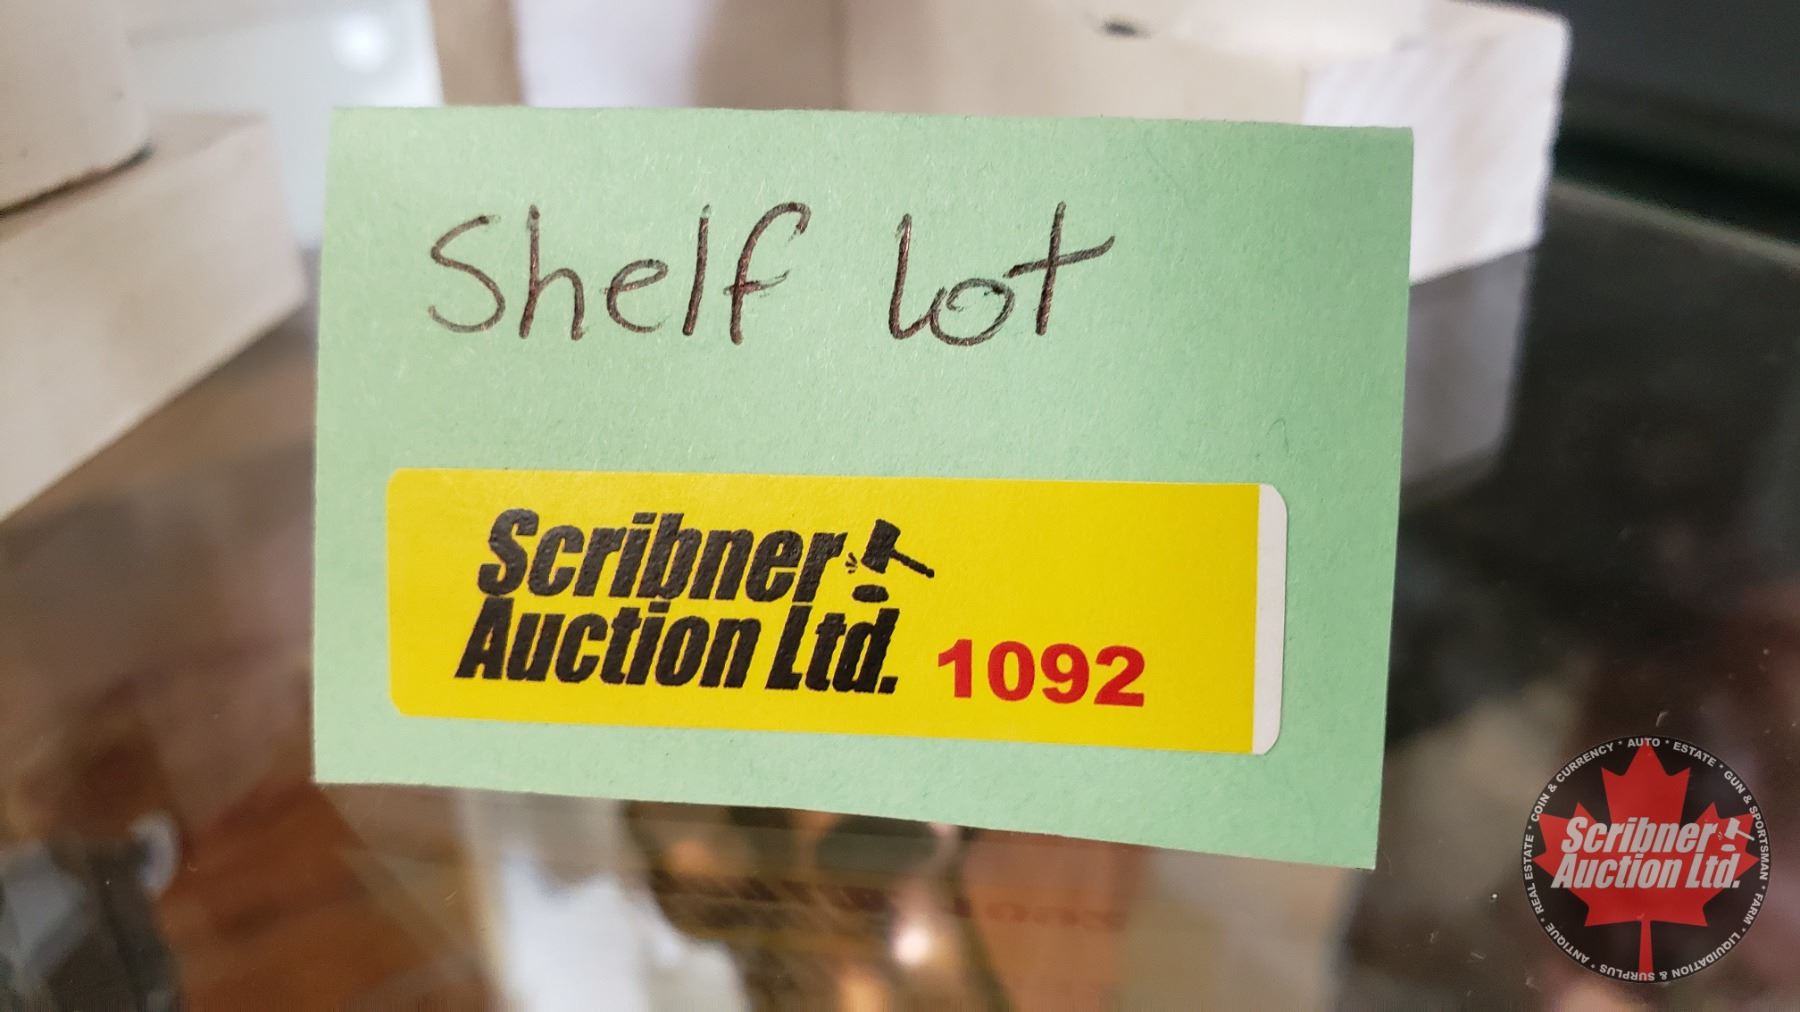 Shelf lot
Scribner
Auction Ltd. 1092
COIN & CURRENCY * AUTO * ESTATE * GUN & SPORTSMAN * FARM * LIQUIDATION & SURPLUS * ANTIQUE * REAL ESTATE *
Scribner
Auction Ltd.